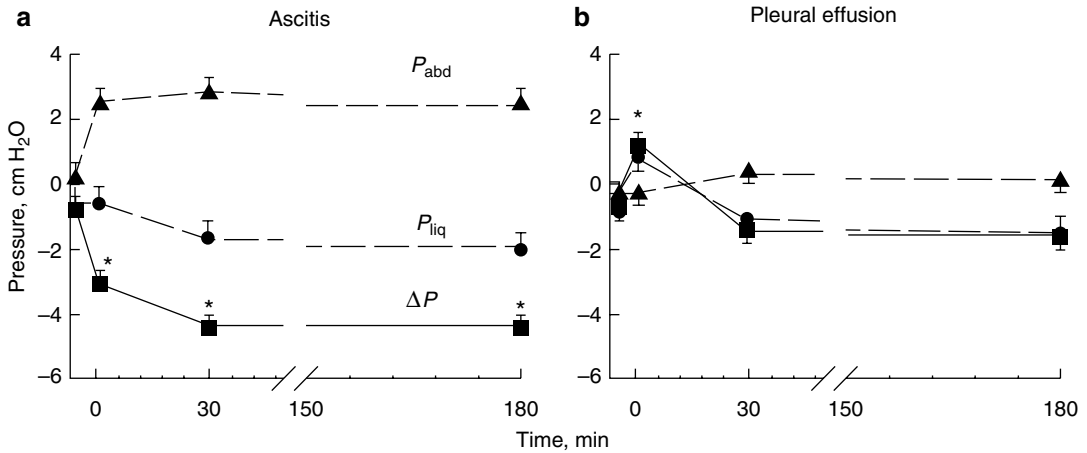 a Ascitis
b Pleural effusion
Pressure, cm H₂O
4
2
0
–2
–4
–6
P_abd
P_liq
ΔP
*
*
*
0 30 150 180
4
2
0
–2
–4
–6
*
0 30 150 180
Time, min